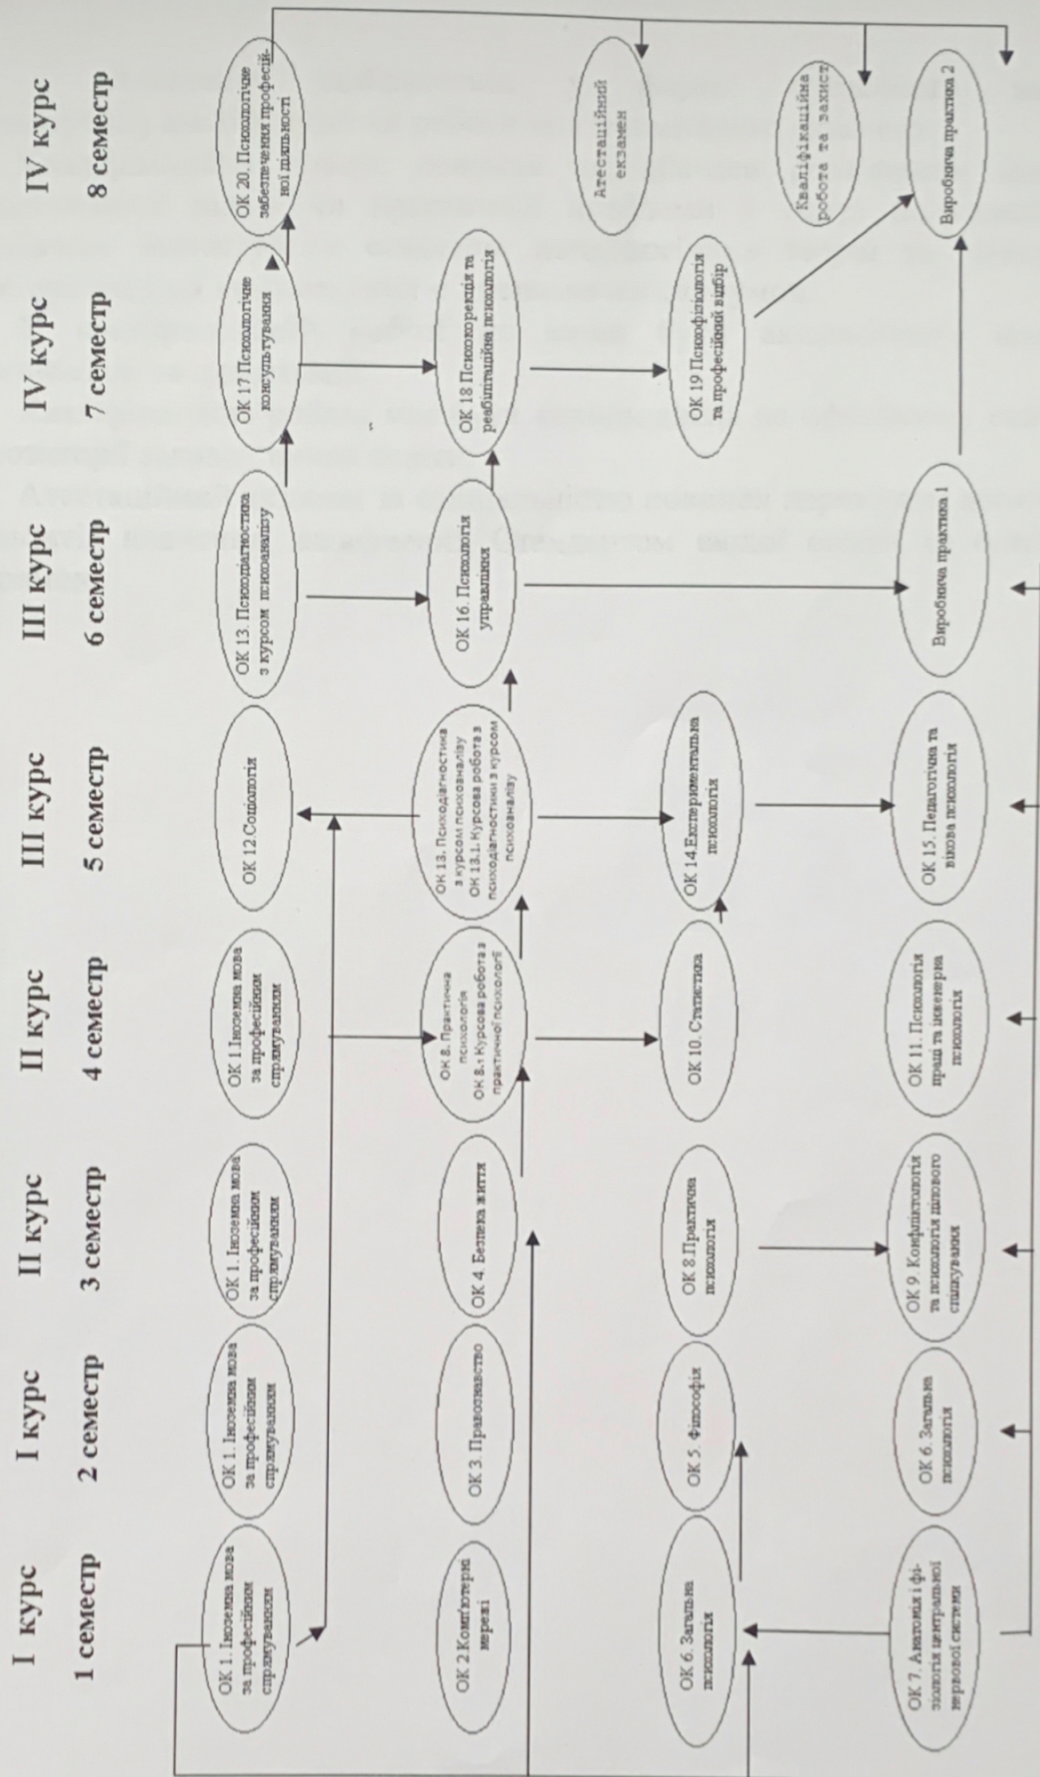 I курс
1 семестр
ОК 1. Іноземна мова
за професійним
спрямуванням
ОК 2 Комп'ютерні
мережі
ОК 6. Загальна
психологія
ОК 7. Анатомія і фі-
зіологія центральної
нервової системи
I курс
2 семестр
ОК 1. Іноземна мова
за професійним
спрямуванням
ОК 3. Правознавство
ОК 5. Філософія
ОК 6. Загальна
психологія
II курс
3 семестр
ОК 1. Іноземна мова
за професійним
спрямуванням
ОК 4. Безпека життя
ОК 8.Практична
психологія
ОК 9. Конфліктологія
та психологія ділового
спілкування
II курс
4 семестр
ОК 1.Іноземна мова
за професійним
спрямуванням
ОК 8. Практична
психологія
ОК 8.1 Курсова робота з
практичної психології
ОК 10. Статистика
ОК 11. Психологія
праці та інженерна
психологія
III курс
5 семестр
ОК 12.Соціологія
ОК 13. Психодіагностика
з курсом психоаналізу
ОК 13.1. Курсова робота з
психодіагностики з курсом
психоаналізу
ОК 14.Експериментальна
психологія
ОК 15. Педагогічна та
вікова психологія
III курс
6 семестр
ОК 13. Психодіагностика
з курсом психоаналізу
ОК 16. Психологія
управління
Виробнича практика 1
IV курс
7 семестр
ОК 17 Психологічне
консультування
ОК 18 Психокорекція та
реабілітаційна психологія
ОК 19 Психофізіологія
та професійний відбір
IV курс
8 семестр
ОК 20. Психологічне
забезпечення професій-
ної діяльності
Атестаційний
екзамен
Кваліфікаційна
робота та захист
Виробнича практика 2